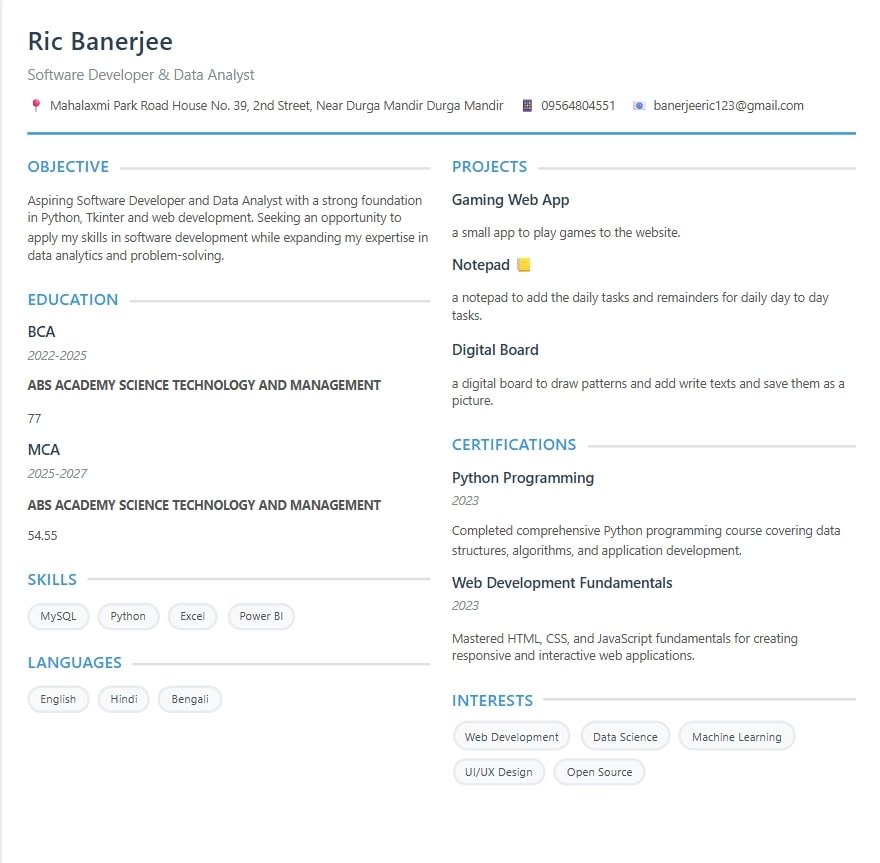 Ric Banerjee
Software Developer & Data Analyst
📍 Mahalaxmi Park Road House No. 39, 2nd Street, Near Durga Mandir Durga Mandir 📱 09564804551 📧 banerjeeric123@gmail.com
OBJECTIVE
Aspiring Software Developer and Data Analyst with a strong foundation
in Python, Tkinter and web development. Seeking an opportunity to
apply my skills in software development while expanding my expertise in
data analytics and problem-solving.
EDUCATION
BCA
2022-2025
ABS ACADEMY SCIENCE TECHNOLOGY AND MANAGEMENT
77
MCA
2025-2027
ABS ACADEMY SCIENCE TECHNOLOGY AND MANAGEMENT
54.55
SKILLS
MySQL Python Excel Power BI
LANGUAGES
English Hindi Bengali
PROJECTS
Gaming Web App
a small app to play games to the website.
Notepad 📒
a notepad to add the daily tasks and remainders for daily day to day
tasks.
Digital Board
a digital board to draw patterns and add write texts and save them as a
picture.
CERTIFICATIONS
Python Programming
2023
Completed comprehensive Python programming course covering data
structures, algorithms, and application development.
Web Development Fundamentals
2023
Mastered HTML, CSS, and JavaScript fundamentals for creating
responsive and interactive web applications.
INTERESTS
Web Development Data Science Machine Learning
UI/UX Design Open Source